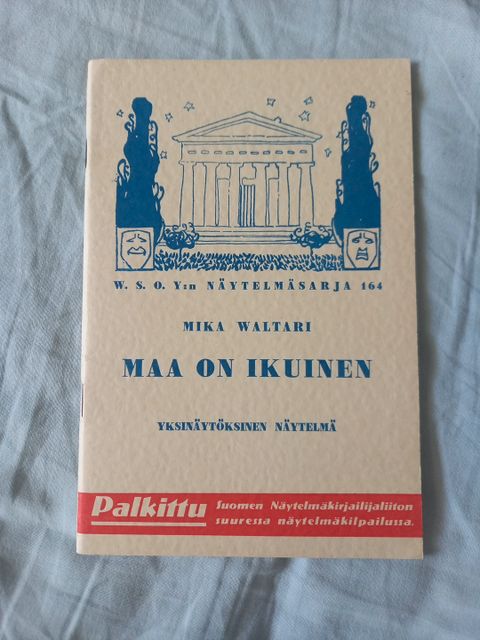 W. S. O. Y:n NÄYTELMÄSARJA 164
MIKA WALTARI
MAA ON IKUINEN
YKSINÄYTÖKSINEN NÄYTELMÄ
Palkittu
Suomen Näytelmäkirjailijaliiton
suuressa näytelmäkilpailussa.